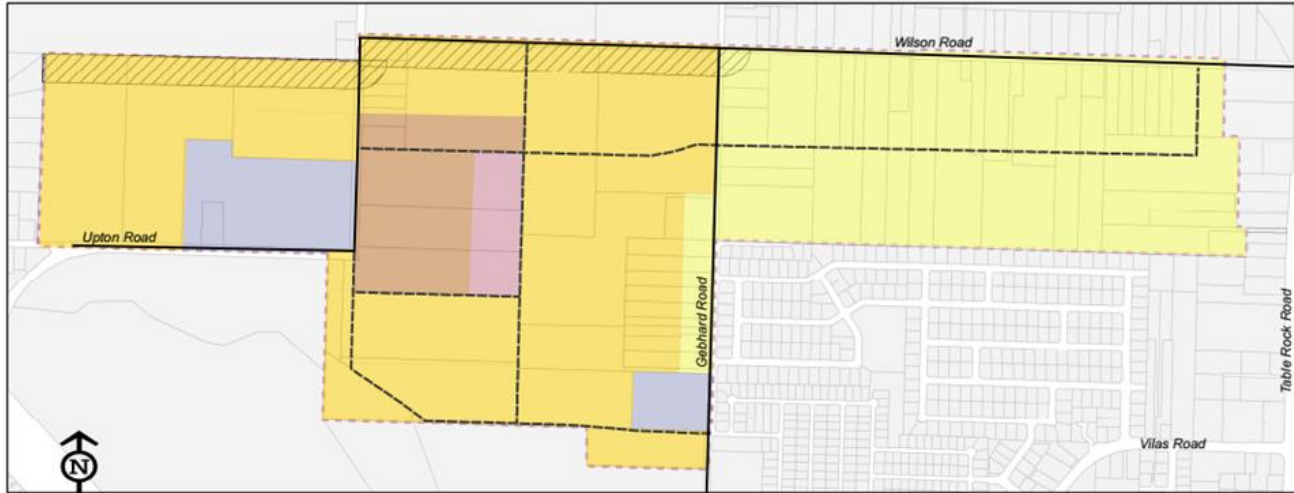 Wilson Road
Upton Road
Gebhard Road
Table Rock Road
Vilas Road
N